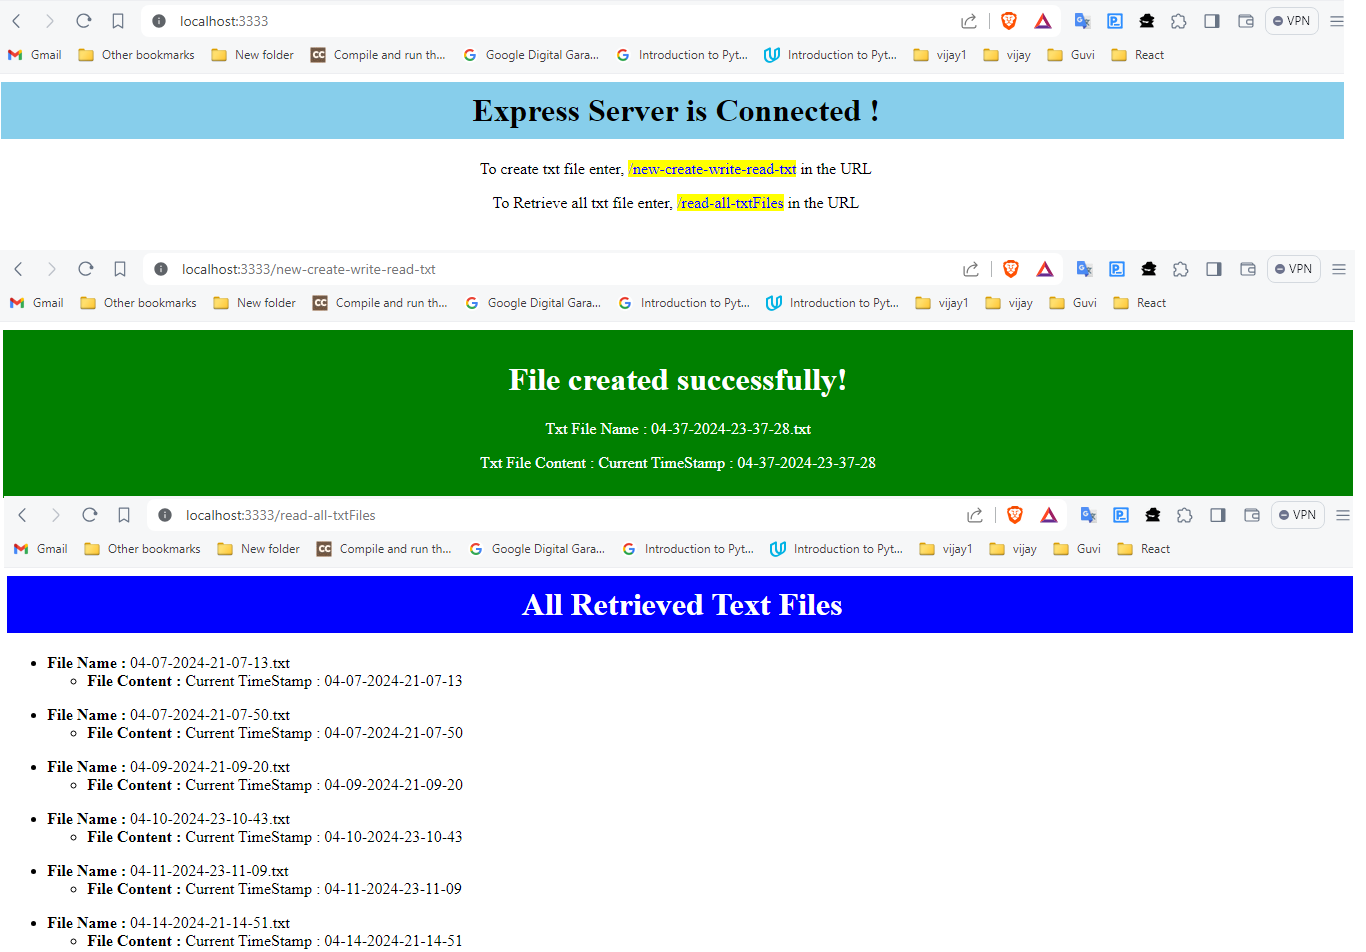 localhost:3333
VPN
Gmail Other bookmarks New folder CC Compile and run th... Google Digital Gara... Introduction to Pyt... Introduction to Pyt... vijay1 vijay Guvi React
Express Server is Connected !
To create txt file enter, /new-create-write-read-txt in the URL
To Retrieve all txt file enter, /read-all-txtFiles in the URL
localhost:3333/new-create-write-read-txt
VPN
Gmail Other bookmarks New folder CC Compile and run th... Google Digital Gara... Introduction to Pyt... Introduction to Pyt... vijay1 vijay Guvi React
File created successfully!
Txt File Name : 04-37-2024-23-37-28.txt
Txt File Content : Current TimeStamp : 04-37-2024-23-37-28
localhost:3333/read-all-txtFiles
VPN
Gmail Other bookmarks New folder CC Compile and run th... Google Digital Gara... Introduction to Pyt... Introduction to Pyt... vijay1 vijay Guvi React
All Retrieved Text Files
File Name : 04-07-2024-21-07-13.txt
File Content : Current TimeStamp : 04-07-2024-21-07-13
File Name : 04-07-2024-21-07-50.txt
File Content : Current TimeStamp : 04-07-2024-21-07-50
File Name : 04-09-2024-21-09-20.txt
File Content : Current TimeStamp : 04-09-2024-21-09-20
File Name : 04-10-2024-23-10-43.txt
File Content : Current TimeStamp : 04-10-2024-23-10-43
File Name : 04-11-2024-23-11-09.txt
File Content : Current TimeStamp : 04-11-2024-23-11-09
File Name : 04-14-2024-21-14-51.txt
File Content : Current TimeStamp : 04-14-2024-21-14-51